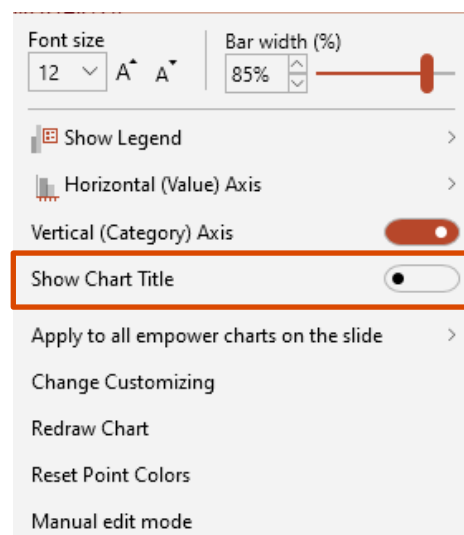 Font size
Bar width (%)
12 A A
85%
Show Legend
Horizontal (Value) Axis
Vertical (Category) Axis
Show Chart Title
Apply to all empower charts on the slide
Change Customizing
Redraw Chart
Reset Point Colors
Manual edit mode